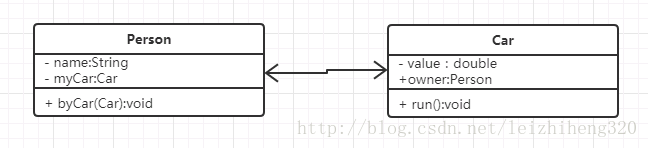 Person
- name:String
- myCar:Car
+ byCar(Car):void
Car
- value : double
+owner:Person
+ run():void
http://blog.csdn.net/leizhiheng320